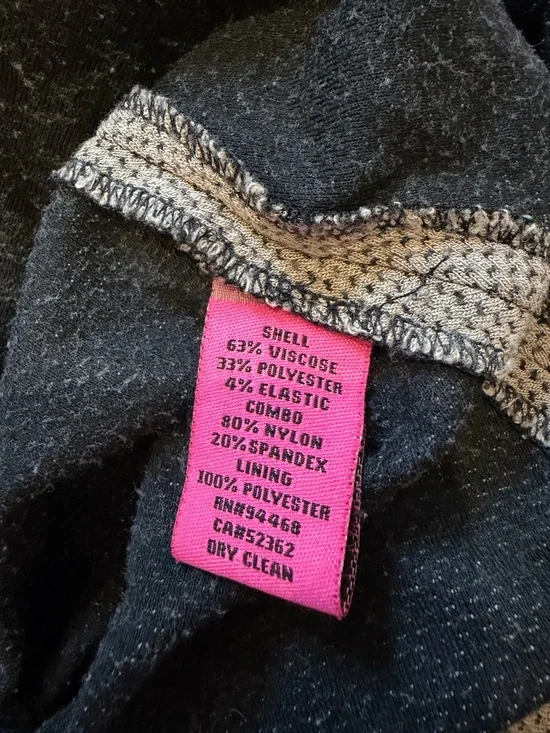 SHELL
63% VISCOSE
33% POLYESTER
4% ELASTIC
COMBO
80% NYLON
20%SPANDEX
LINING
100% POLYESTER
RN#94468
CA#52362
DRY CLEAN